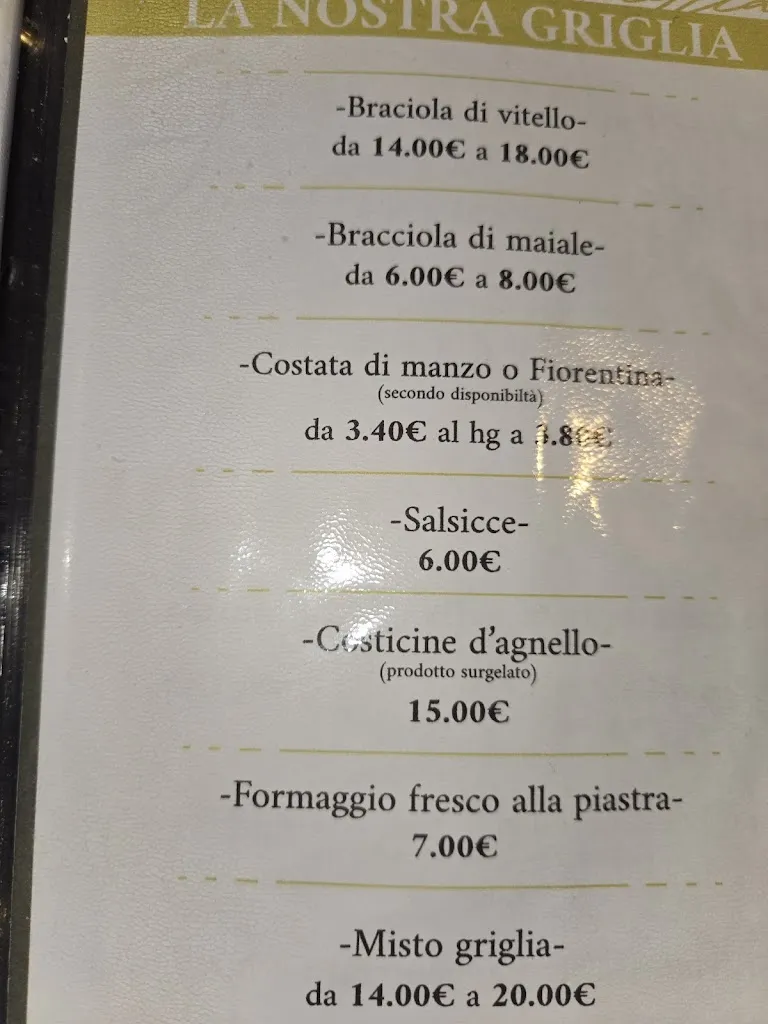 LA NOSTRA GRIGLIA
-Braciola di vitello-
da 14.00€ a 18.00€
-Bracciola di maiale-
da 6.00€ a 8.00€
-Costata di manzo o Fiorentina-
(secondo disponibiltà)
da 3.40€ al hg a 3.80€
-Salsicce-
6.00€
-Costicine d'agnello-
(prodotto surgelato)
15.00€
-Formaggio fresco alla piastra-
7.00€
-Misto griglia-
da 14.00€ a 20.00€